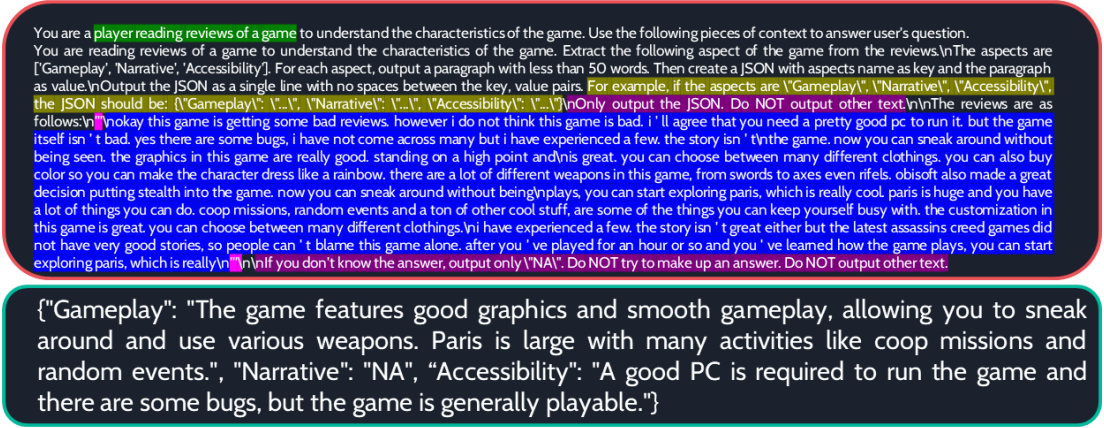 You are a player reading reviews of a game to understand the characteristics of the game. Use the following pieces of context to answer user's question.
You are reading reviews of a game to understand the characteristics of the game. Extract the following aspect of the game from the reviews.\nThe aspects are
['Gameplay', 'Narrative', 'Accessibility']. For each aspect, output a paragraph with less than 50 words. Then create a JSON with aspects name as key and the paragraph
as value.\nOutput the JSON as a single line with no spaces between the key, value pairs. For example, if the aspects are \"Gameplay\", \"Narrative\", \"Accessibility\",
the JSON should be: {\"Gameplay\": \"...\", \"Narrative\": \"...\", \"Accessibility\": \"...\"}\nOnly output the JSON. Do NOT output other text.\n\nThe reviews are as
follows:\n'''\nokay this game is getting some bad reviews. however i do not think this game is bad. i ' ll agree that you need a pretty good pc to run it. but the game
itself isn ' t bad. yes there are some bugs, i have not come across many but i have experienced a few. the story isn ' t\nthe game. now you can sneak around without
being seen. the graphics in this game are really good. standing on a high point and\nis great. you can choose between many different clothings. you can also buy
color so you can make the character dress like a rainbow. there are a lot of different weapons in this game, from swords to axes even rifels. obisoft also made a great
decision putting stealth into the game. now you can sneak around without being\nplays, you can start exploring paris, which is really cool. paris is huge and you have
a lot of things you can do. coop missions, random events and a ton of other cool stuff, are some of the things you can keep yourself busy with. the customization in
this game is great. you can choose between many different clothings.\ni have experienced a few. the story isn ' t great either but the latest assassins creed games did
not have very good stories, so people can ' t blame this game alone. after you ' ve played for an hour or so and you ' ve learned how the game plays, you can start
exploring paris, which is really\n'''\n\nIf you don't know the answer, output only \"NA\". Do NOT try to make up an answer. Do NOT output other text.
{"Gameplay": "The game features good graphics and smooth gameplay, allowing you to sneak
around and use various weapons. Paris is large with many activities like coop missions and
random events.", "Narrative": "NA", “Accessibility": "A good PC is required to run the game and
there are some bugs, but the game is generally playable."}